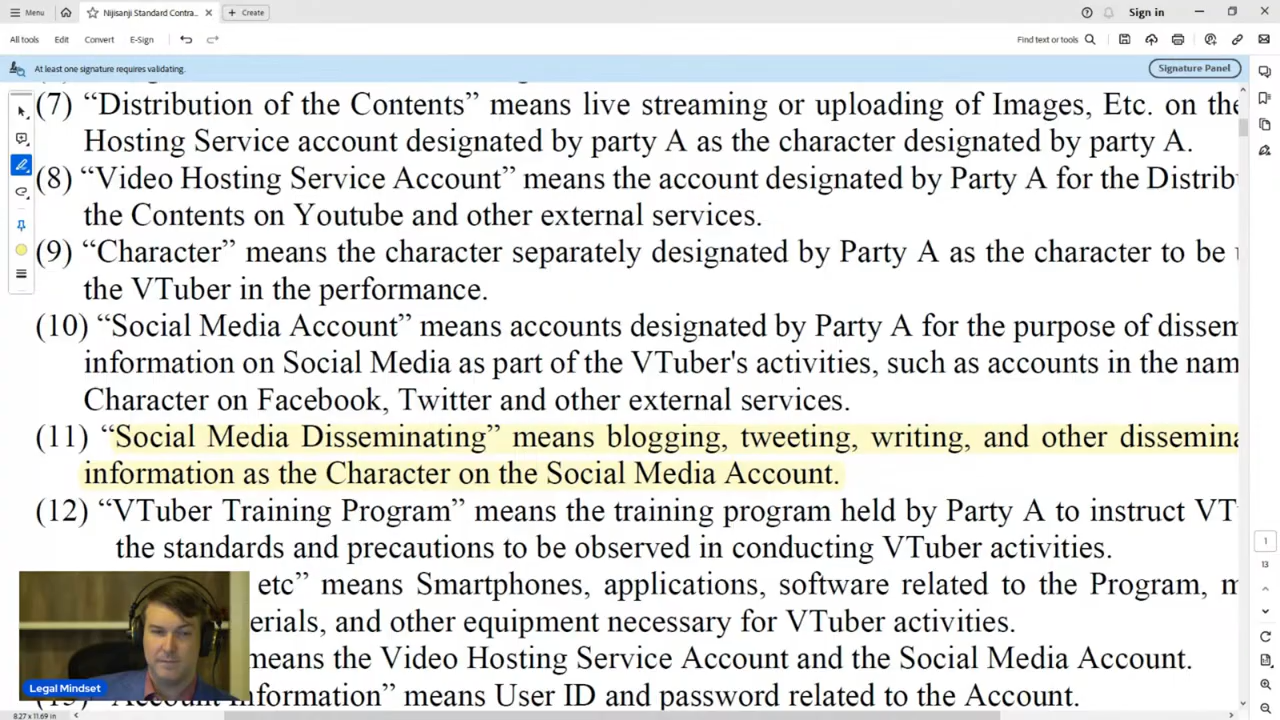 Menu
Nijisanji Standard Contra...
Create
Sign in
All tools
Edit
Convert
E-Sign
Find text or tools
At least one signature requires validating.
Signature Panel
(7) “Distribution of the Contents” means live streaming or uploading of Images, Etc. on the
Hosting Service account designated by party A as the character designated by party A.
(8) “Video Hosting Service Account” means the account designated by Party A for the Distrib
the Contents on Youtube and other external services.
(9) “Character” means the character separately designated by Party A as the character to be
the VTuber in the performance.
(10) “Social Media Account” means accounts designated by Party A for the purpose of dissem
information on Social Media as part of the VTuber's activities, such as accounts in the nam
Character on Facebook, Twitter and other external services.
(11) “Social Media Disseminating” means blogging, tweeting, writing, and other dissemina
information as the Character on the Social Media Account.
(12) “VTuber Training Program” means the training program held by Party A to instruct VT
the standards and precautions to be observed in conducting VTuber activities.
etc” means Smartphones, applications, software related to the Program, m
erials, and other equipment necessary for VTuber activities.
means the Video Hosting Service Account and the Social Media Account.
nformation” means User ID and password related to the Account.
Legal Mindset
1
13
8.27 x 11.69 in